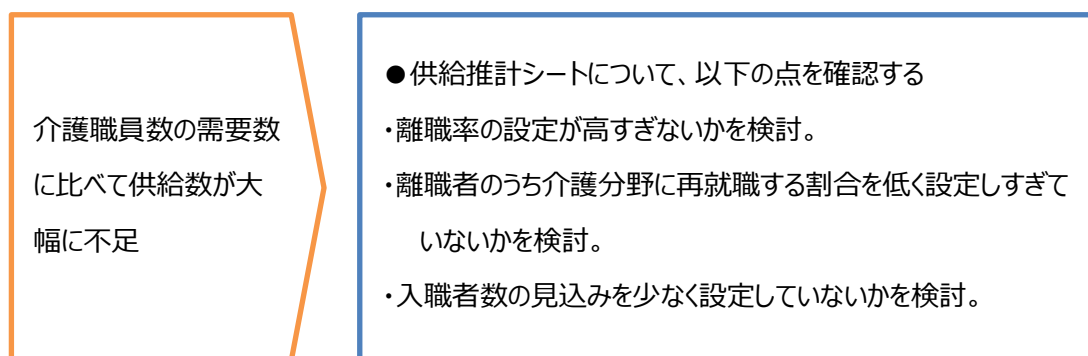 介護職員数の需要数
に比べて供給数が大
幅に不足
●供給推計シートについて、以下の点を確認する
・離職率の設定が高すぎないかを検討。
・離職者のうち介護分野に再就職する割合を低く設定しすぎて
いないかを検討。
・入職者数の見込みを少なく設定していないかを検討。